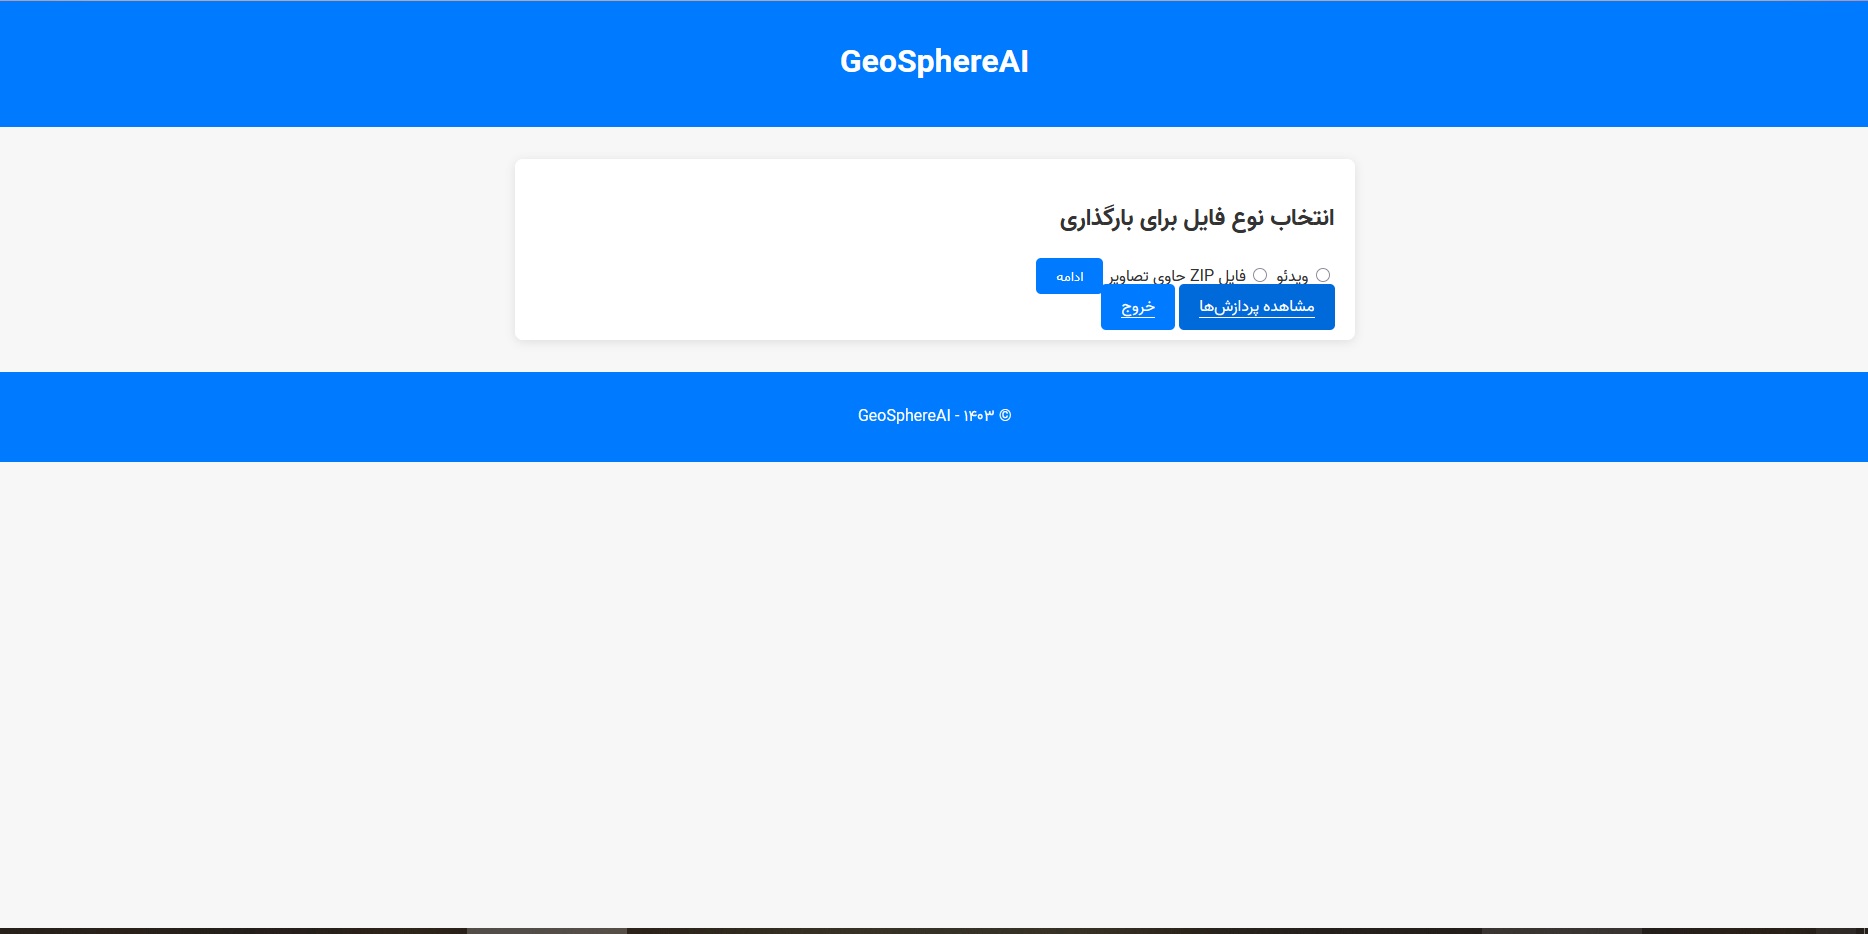 GeoSphereAI
انتخاب نوع فایل برای بارگذاری
ویدئو فایل ZIP حاوی تصاویر ادامه
مشاهده پردازش‌ها خروج
© ۱۴۰۳ - GeoSphereAI